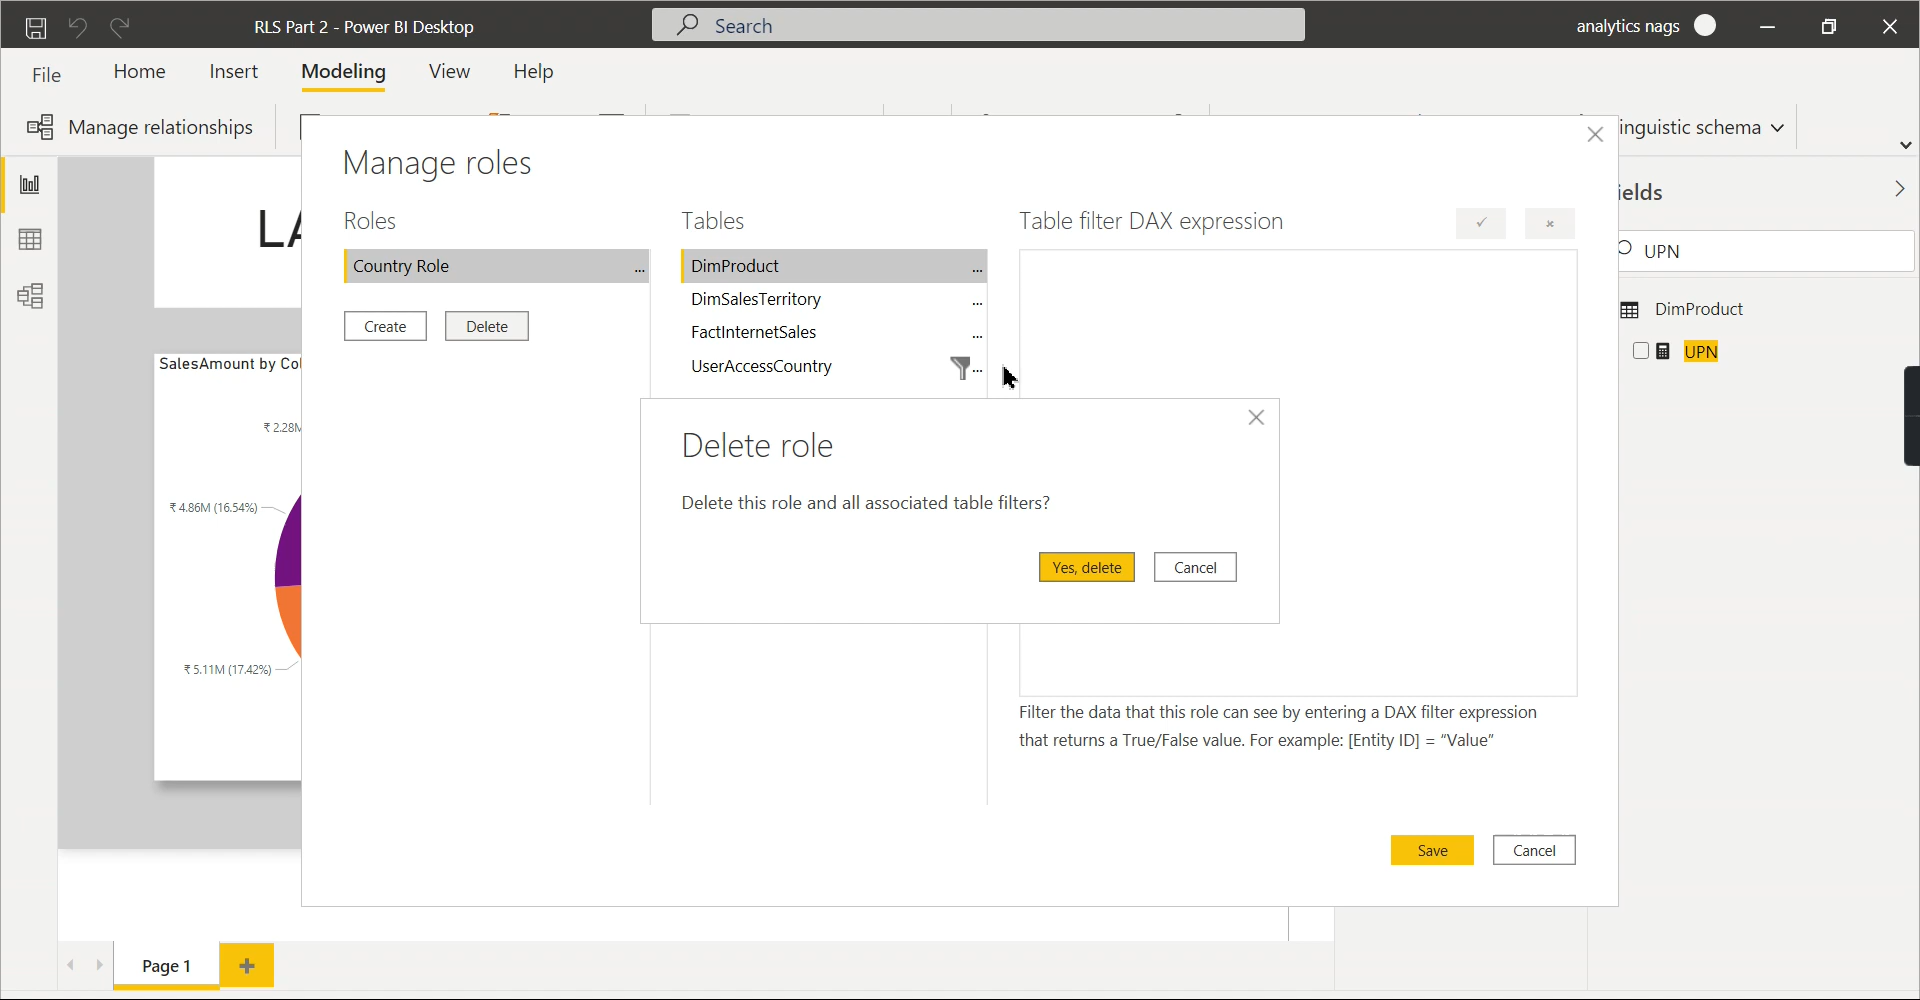 RLS Part 2 - Power BI Desktop
Search
analytics nags
File
Home
Insert
Modeling
View
Help
Manage relationships
inguistic schema
Manage roles
Roles
Country Role
...
Create
Delete
Tables
DimProduct
...
DimSalesTerritory
...
FactInternetSales
...
UserAccessCountry
...
Table filter DAX expression
Delete role
Delete this role and all associated table filters?
Yes, delete
Cancel
Filter the data that this role can see by entering a DAX filter expression
that returns a True/False value. For example: [Entity ID] = “Value”
Save
Cancel
ields
UPN
DimProduct
UPN
LA
SalesAmount by Col
₹ 2.28M
₹ 4.86M (16.54%)
₹ 5.11M (17.42%)
Page 1